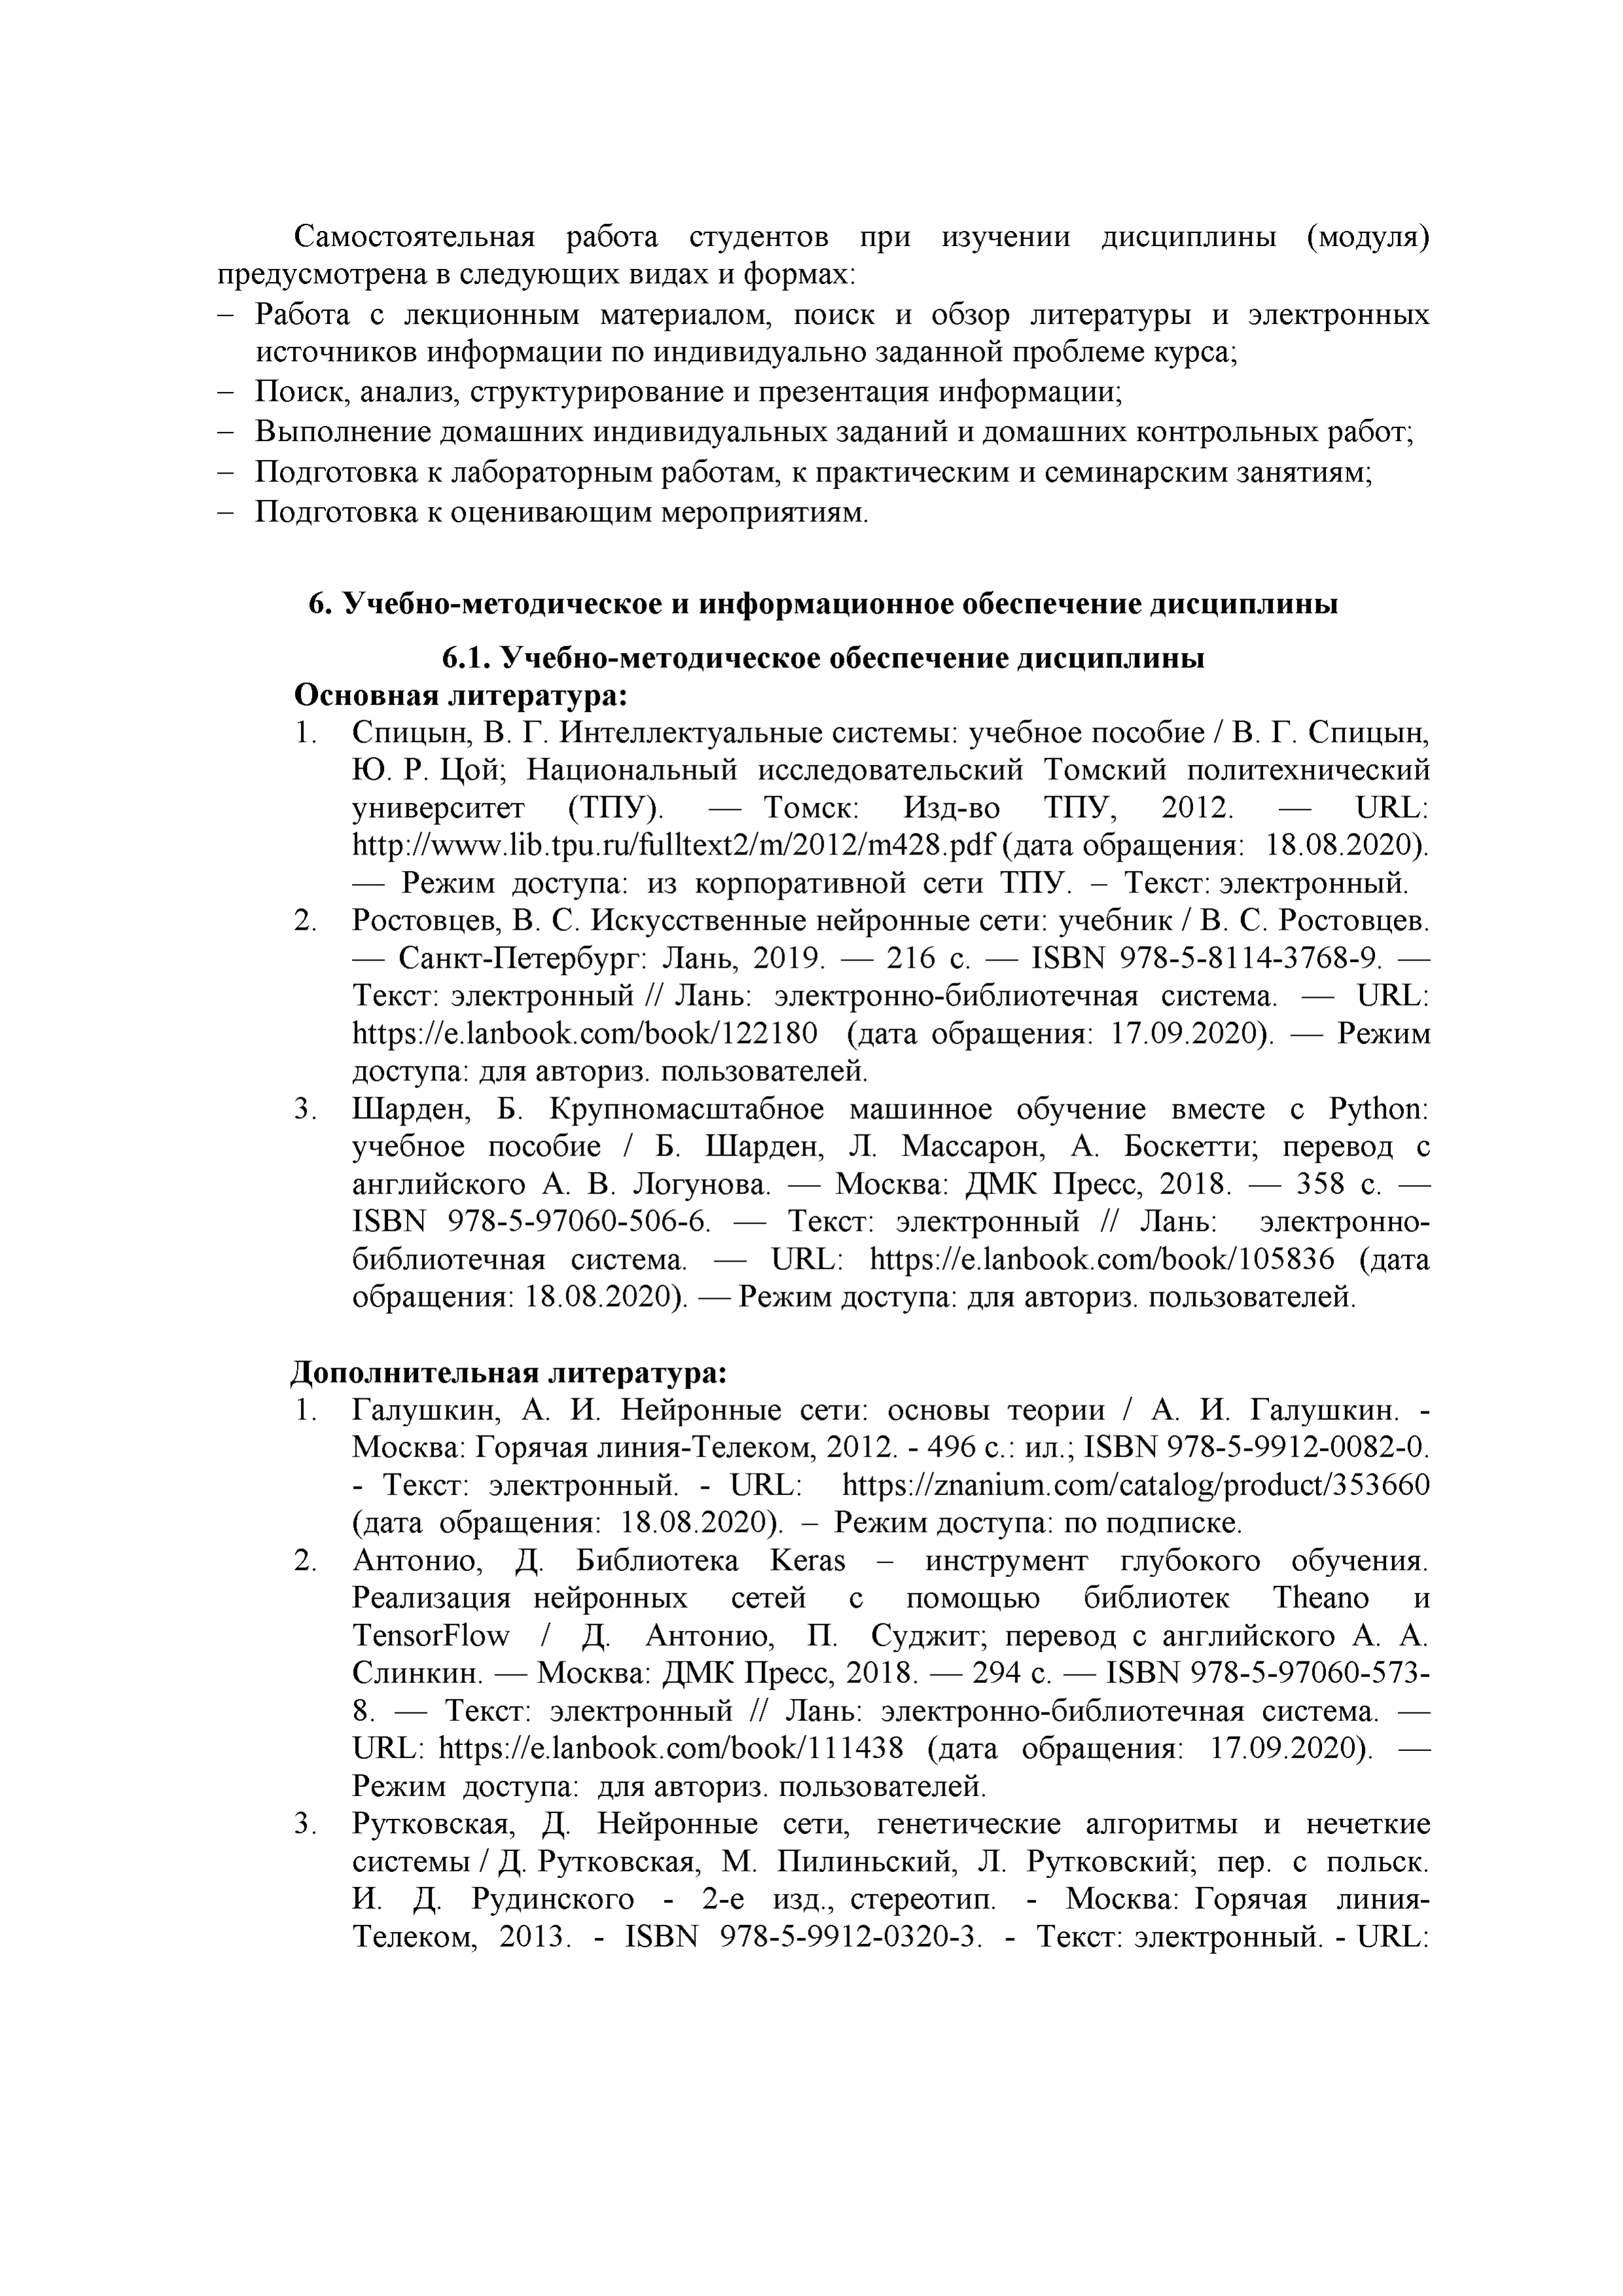 Самостоятельная работа студентов при изучении дисциплины (модуля)
предусмотрена в следующих видах и формах:
– Работа с лекционным материалом, поиск и обзор литературы и электронных
источников информации по индивидуально заданной проблеме курса;
– Поиск, анализ, структурирование и презентация информации;
– Выполнение домашних индивидуальных заданий и домашних контрольных работ;
– Подготовка к лабораторным работам, к практическим и семинарским занятиям;
– Подготовка к оценивающим мероприятиям.
6. Учебно-методическое и информационное обеспечение дисциплины
6.1. Учебно-методическое обеспечение дисциплины
Основная литература:
1. Спицын, В. Г. Интеллектуальные системы: учебное пособие / В. Г. Спицын,
Ю. Р. Цой; Национальный исследовательский Томский политехнический
университет (ТПУ). — Томск: Изд-во ТПУ, 2012. — URL:
http://www.lib.tpu.ru/fulltext2/m/2012/m428.pdf (дата обращения: 18.08.2020).
— Режим доступа: из корпоративной сети ТПУ. – Текст: электронный.
2. Ростовцев, В. С. Искусственные нейронные сети: учебник / В. С. Ростовцев.
— Санкт-Петербург: Лань, 2019. — 216 с. — ISBN 978-5-8114-3768-9. —
Текст: электронный // Лань: электронно-библиотечная система. — URL:
https://e.lanbook.com/book/122180 (дата обращения: 17.09.2020). — Режим
доступа: для авториз. пользователей.
3. Шарден, Б. Крупномасштабное машинное обучение вместе с Python:
учебное пособие / Б. Шарден, Л. Массарон, А. Боскетти; перевод с
английского А. В. Логунова. — Москва: ДМК Пресс, 2018. — 358 с. —
ISBN 978-5-97060-506-6. — Текст: электронный // Лань: электронно-
библиотечная система. — URL: https://e.lanbook.com/book/105836 (дата
обращения: 18.08.2020). — Режим доступа: для авториз. пользователей.
Дополнительная литература:
1. Галушкин, А. И. Нейронные сети: основы теории / А. И. Галушкин. -
Москва: Горячая линия-Телеком, 2012. - 496 с.: ил.; ISBN 978-5-9912-0082-0.
- Текст: электронный. - URL: https://znanium.com/catalog/product/353660
(дата обращения: 18.08.2020). – Режим доступа: по подписке.
2. Антонио, Д. Библиотека Keras – инструмент глубокого обучения.
Реализация нейронных сетей с помощью библиотек Theano и
TensorFlow / Д. Антонио, П. Суджит; перевод с английского А. А.
Слинкин. — Москва: ДМК Пресс, 2018. — 294 с. — ISBN 978-5-97060-573-
8. — Текст: электронный // Лань: электронно-библиотечная система. —
URL: https://e.lanbook.com/book/111438 (дата обращения: 17.09.2020). —
Режим доступа: для авториз. пользователей.
3. Рутковская, Д. Нейронные сети, генетические алгоритмы и нечеткие
системы / Д. Рутковская, М. Пилиньский, Л. Рутковский; пер. с польск.
И. Д. Рудинского - 2-е изд., стереотип. - Москва: Горячая линия-
Телеком, 2013. - ISBN 978-5-9912-0320-3. - Текст: электронный. - URL: